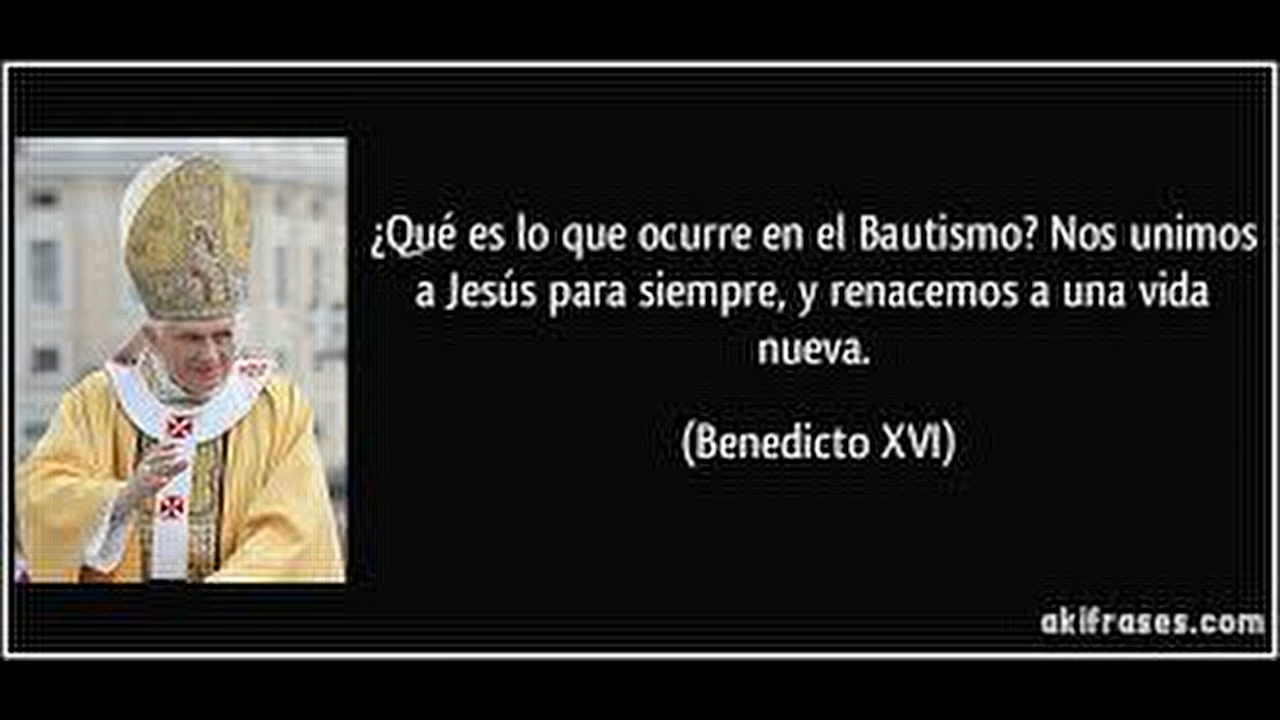 ¿Qué es lo que ocurre en el Bautismo? Nos unimos
a Jesús para siempre, y renacemos a una vida
nueva.
(Benedicto XVI)
akifrases.com